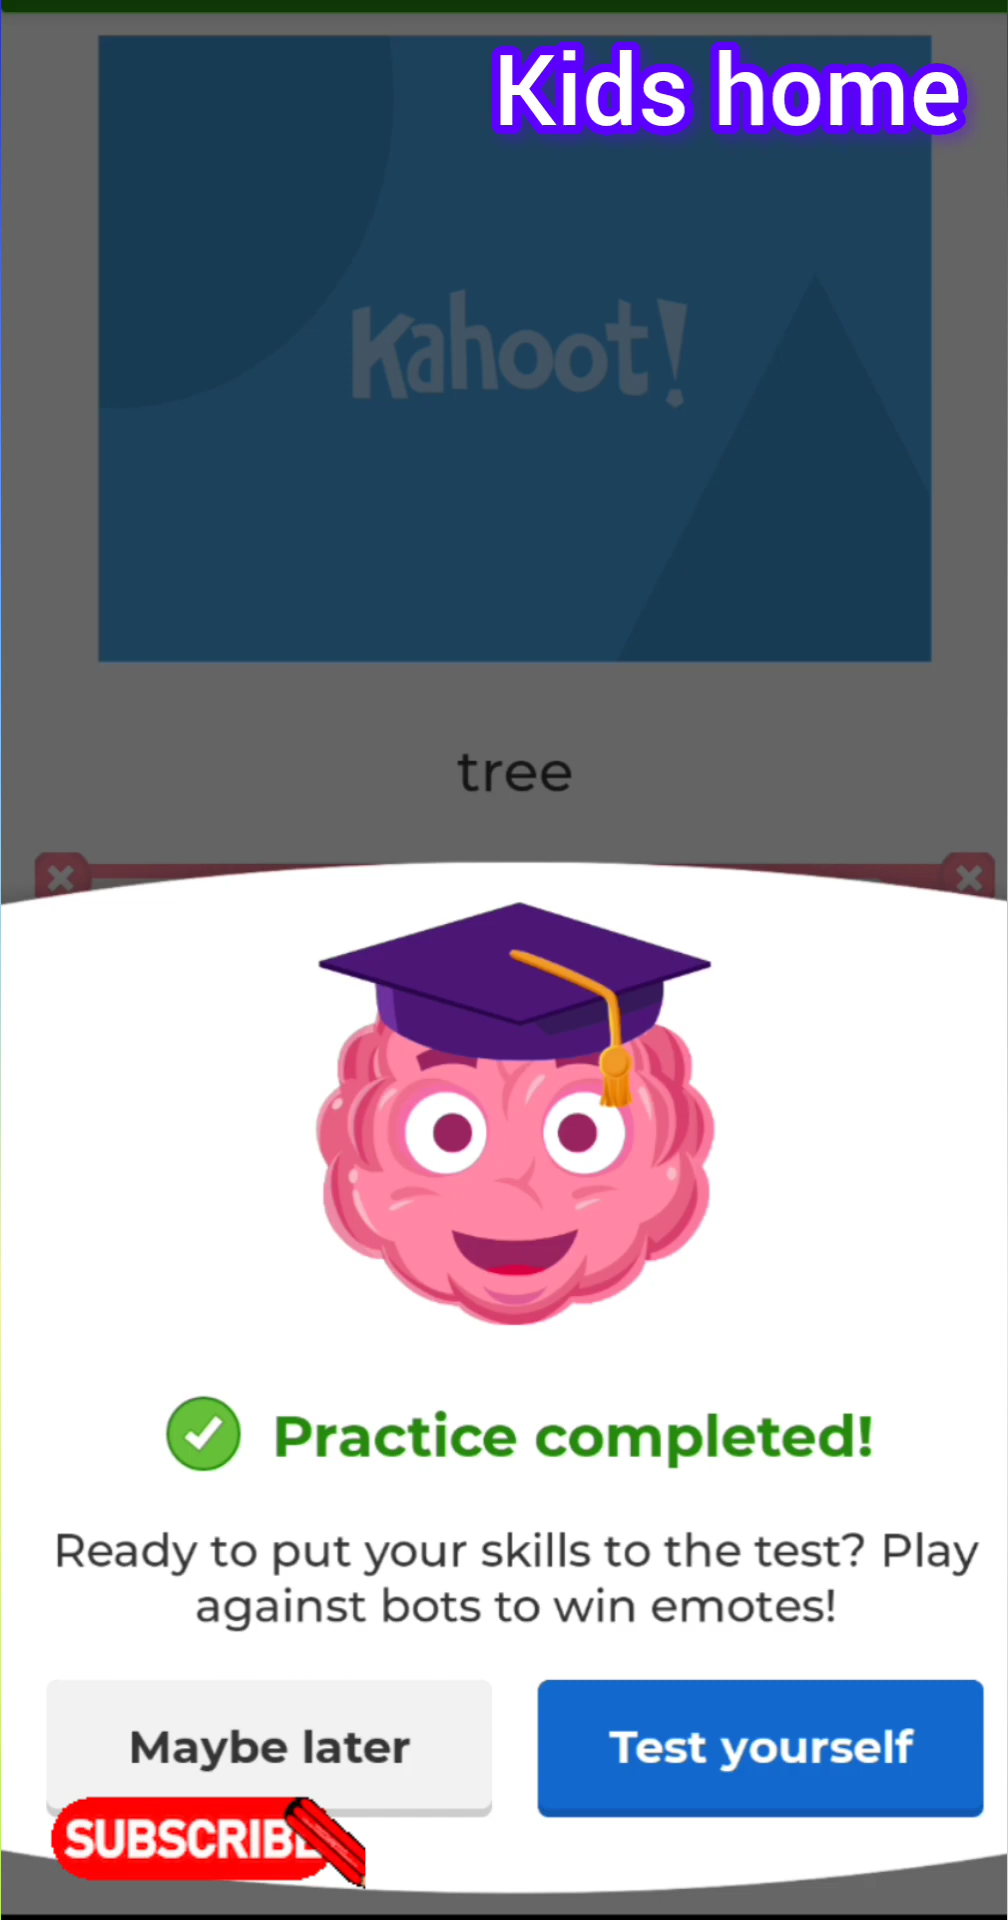 Kids home
Kahoot!
tree
Practice completed!
Ready to put your skills to the test? Play
against bots to win emotes!
Maybe later
Test yourself
SUBSCRIBE